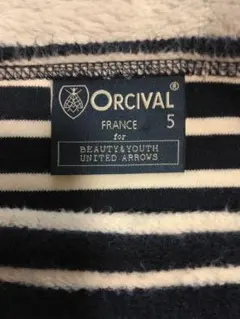 ORCIVAL®
FRANCE 5
for
BEAUTY&YOUTH
UNITED ARROWS